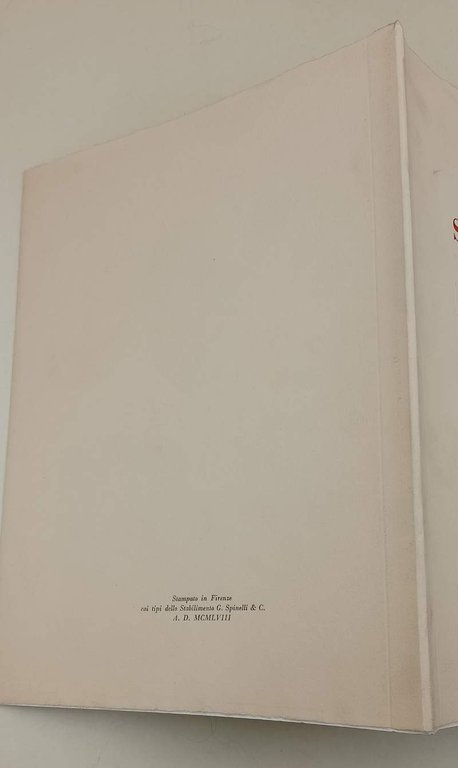 Stampato in Firenze
coi tipi dello Stabilimento G. Spinelli & C.
A. D. MCMLVIII
S